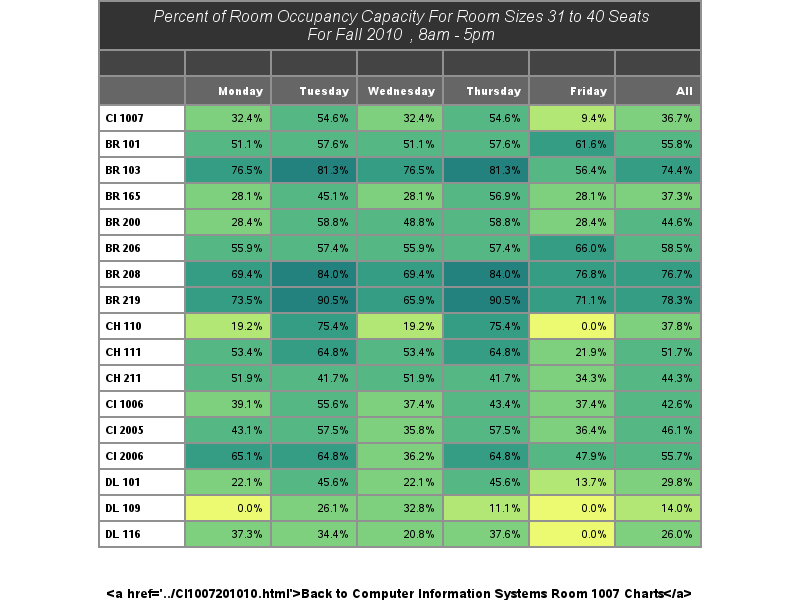 Percent of Room Occupancy Capacity For Room Sizes 31 to 40 Seats
For Fall 2010 , 8am - 5pm
Monday Tuesday Wednesday Thursday Friday All
CI 1007 32.4% 54.6% 32.4% 54.6% 9.4% 36.7%
BR 101 51.1% 57.6% 51.1% 57.6% 61.6% 55.8%
BR 103 76.5% 81.3% 76.5% 81.3% 56.4% 74.4%
BR 165 28.1% 45.1% 28.1% 56.9% 28.1% 37.3%
BR 200 28.4% 58.8% 48.8% 58.8% 28.4% 44.6%
BR 206 55.9% 57.4% 55.9% 57.4% 66.0% 58.5%
BR 208 69.4% 84.0% 69.4% 84.0% 76.8% 76.7%
BR 219 73.5% 90.5% 65.9% 90.5% 71.1% 78.3%
CH 110 19.2% 75.4% 19.2% 75.4% 0.0% 37.8%
CH 111 53.4% 64.8% 53.4% 64.8% 21.9% 51.7%
CH 211 51.9% 41.7% 51.9% 41.7% 34.3% 44.3%
CI 1006 39.1% 55.6% 37.4% 43.4% 37.4% 42.6%
CI 2005 43.1% 57.5% 35.8% 57.5% 36.4% 46.1%
CI 2006 65.1% 64.8% 36.2% 64.8% 47.9% 55.7%
DL 101 22.1% 45.6% 22.1% 45.6% 13.7% 29.8%
DL 109 0.0% 26.1% 32.8% 11.1% 0.0% 14.0%
DL 116 37.3% 34.4% 20.8% 37.6% 0.0% 26.0%
<a href='../CI1007201010.html'>Back to Computer Information Systems Room 1007 Charts</a>